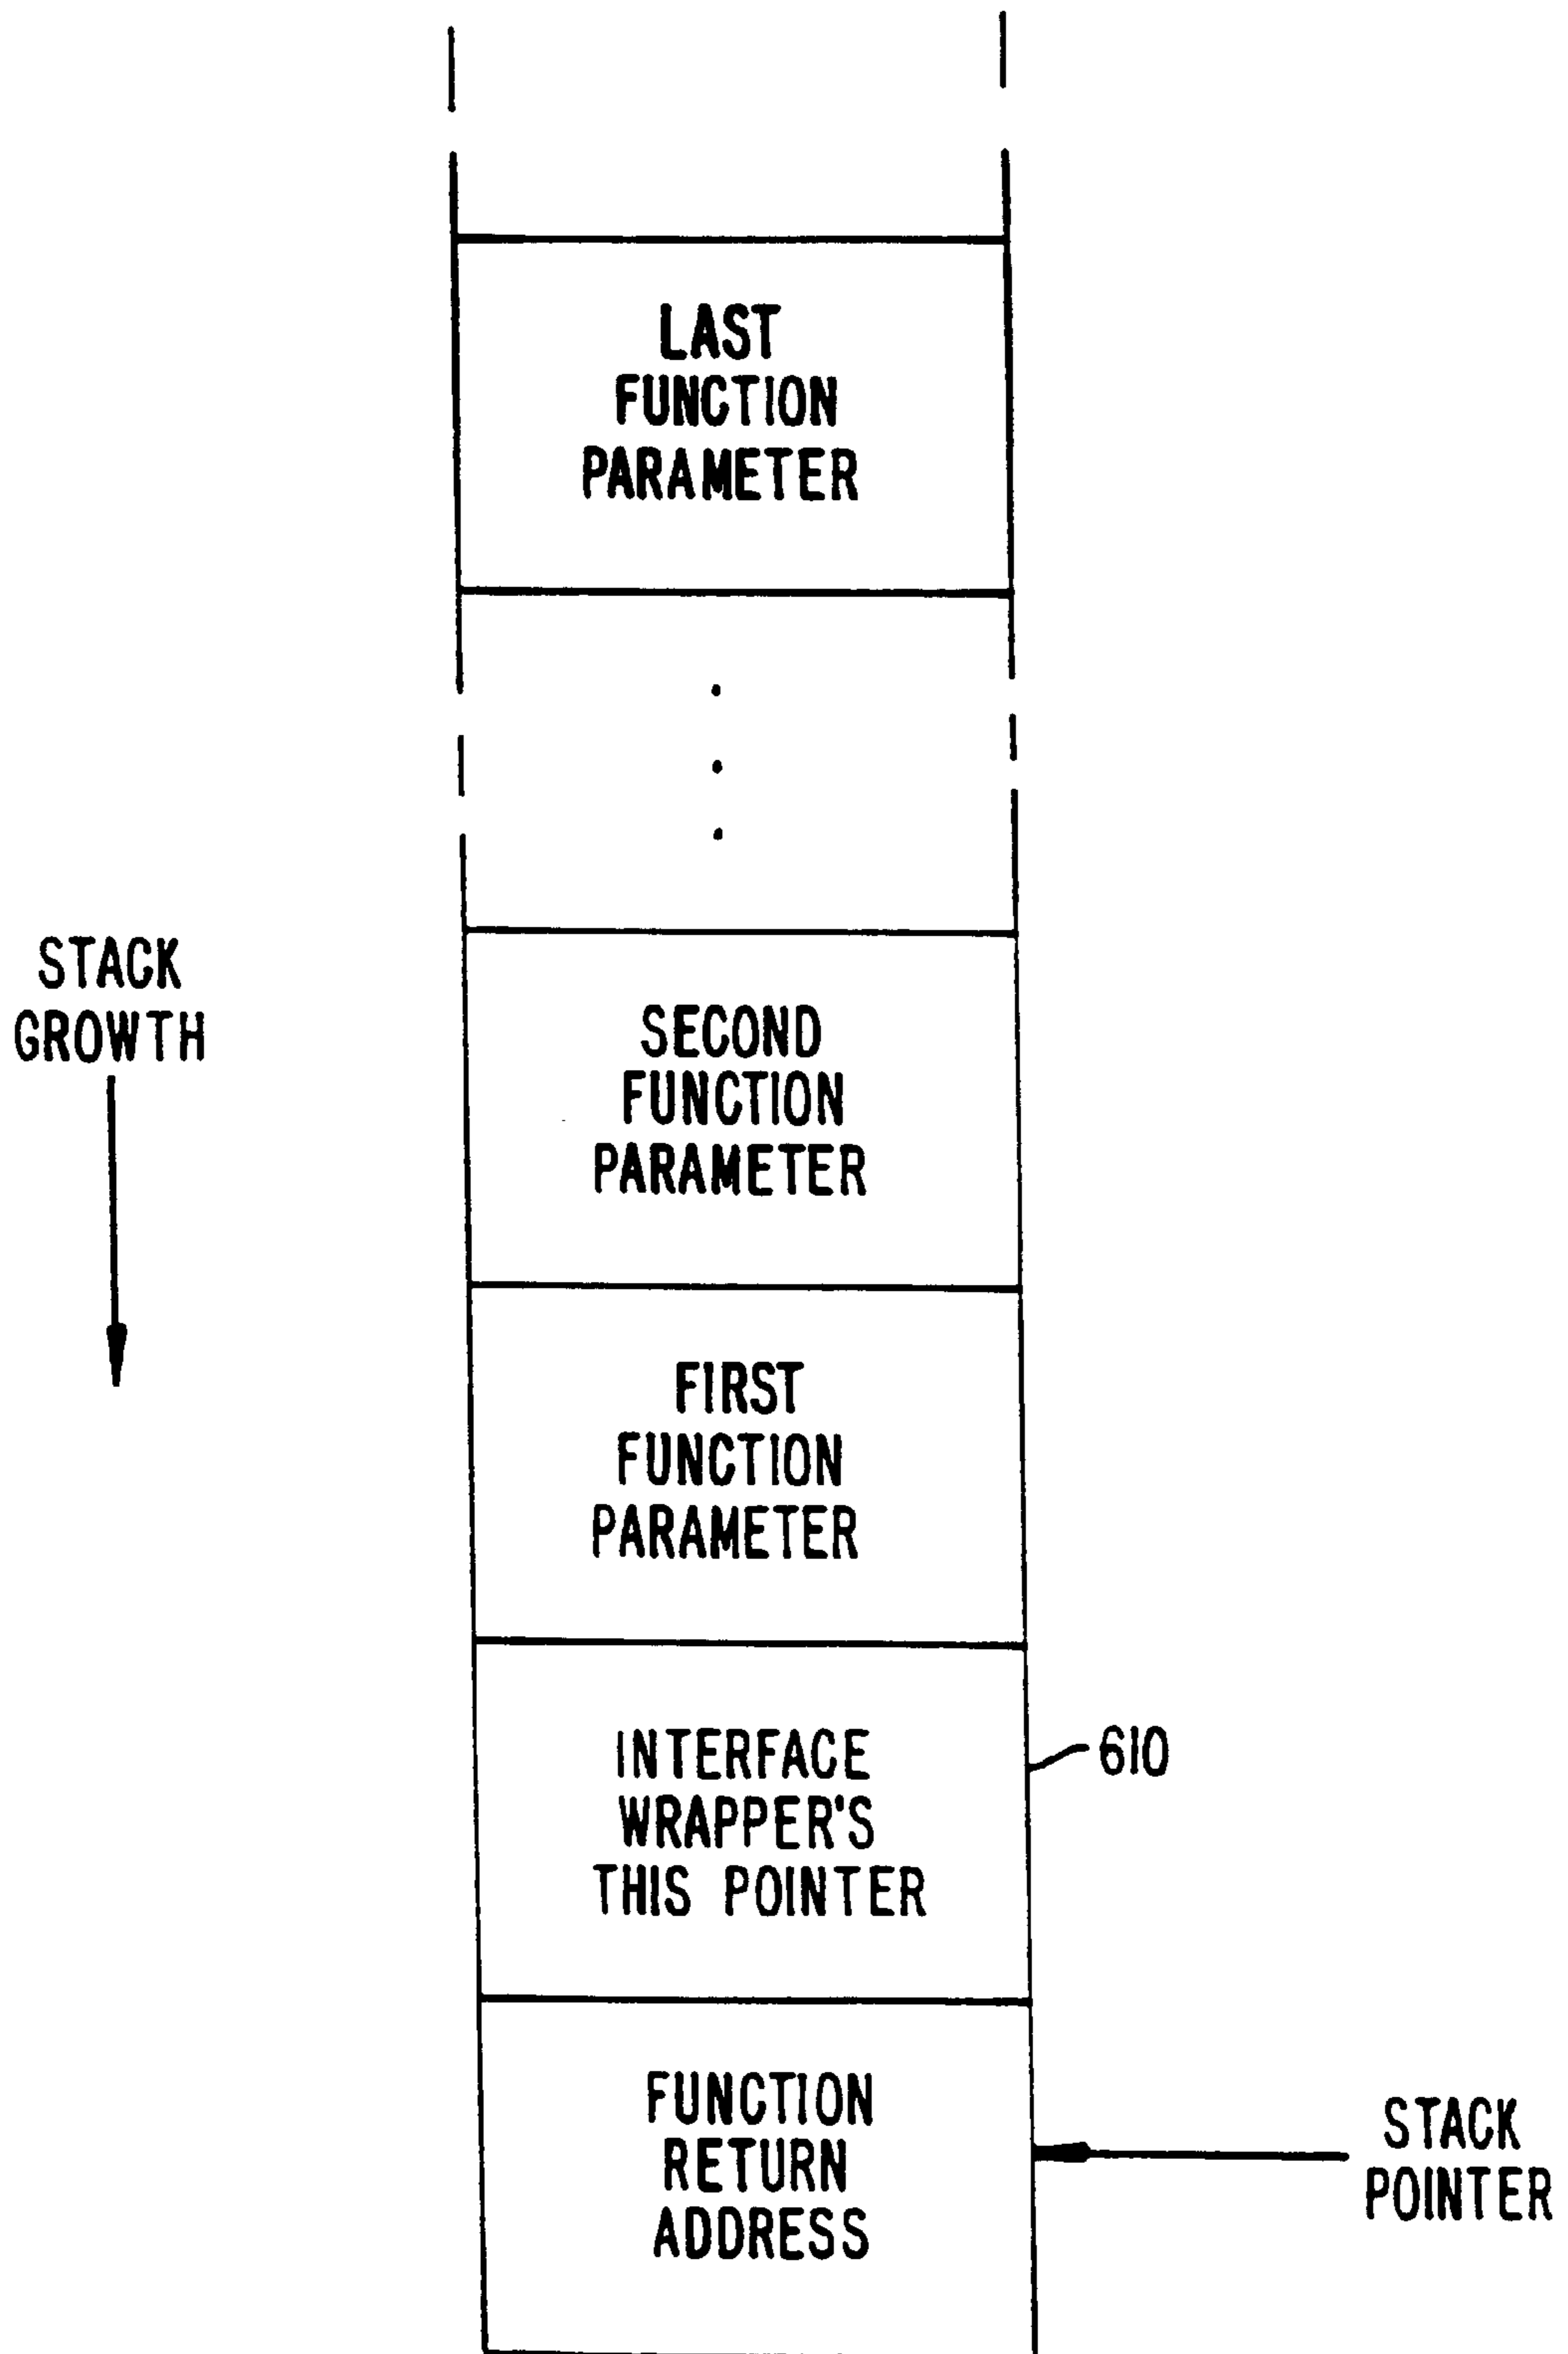 LAST
FUNCTION
PARAMETER
STACK
GROWTH
SECOND
FUNCTION
PARAMETER
FIRST
FUNCTION
PARAMETER
INTERFACE
WRAPPER'S
THIS POINTER
610
FUNCTION
RETURN
ADDRESS
STACK
POINTER